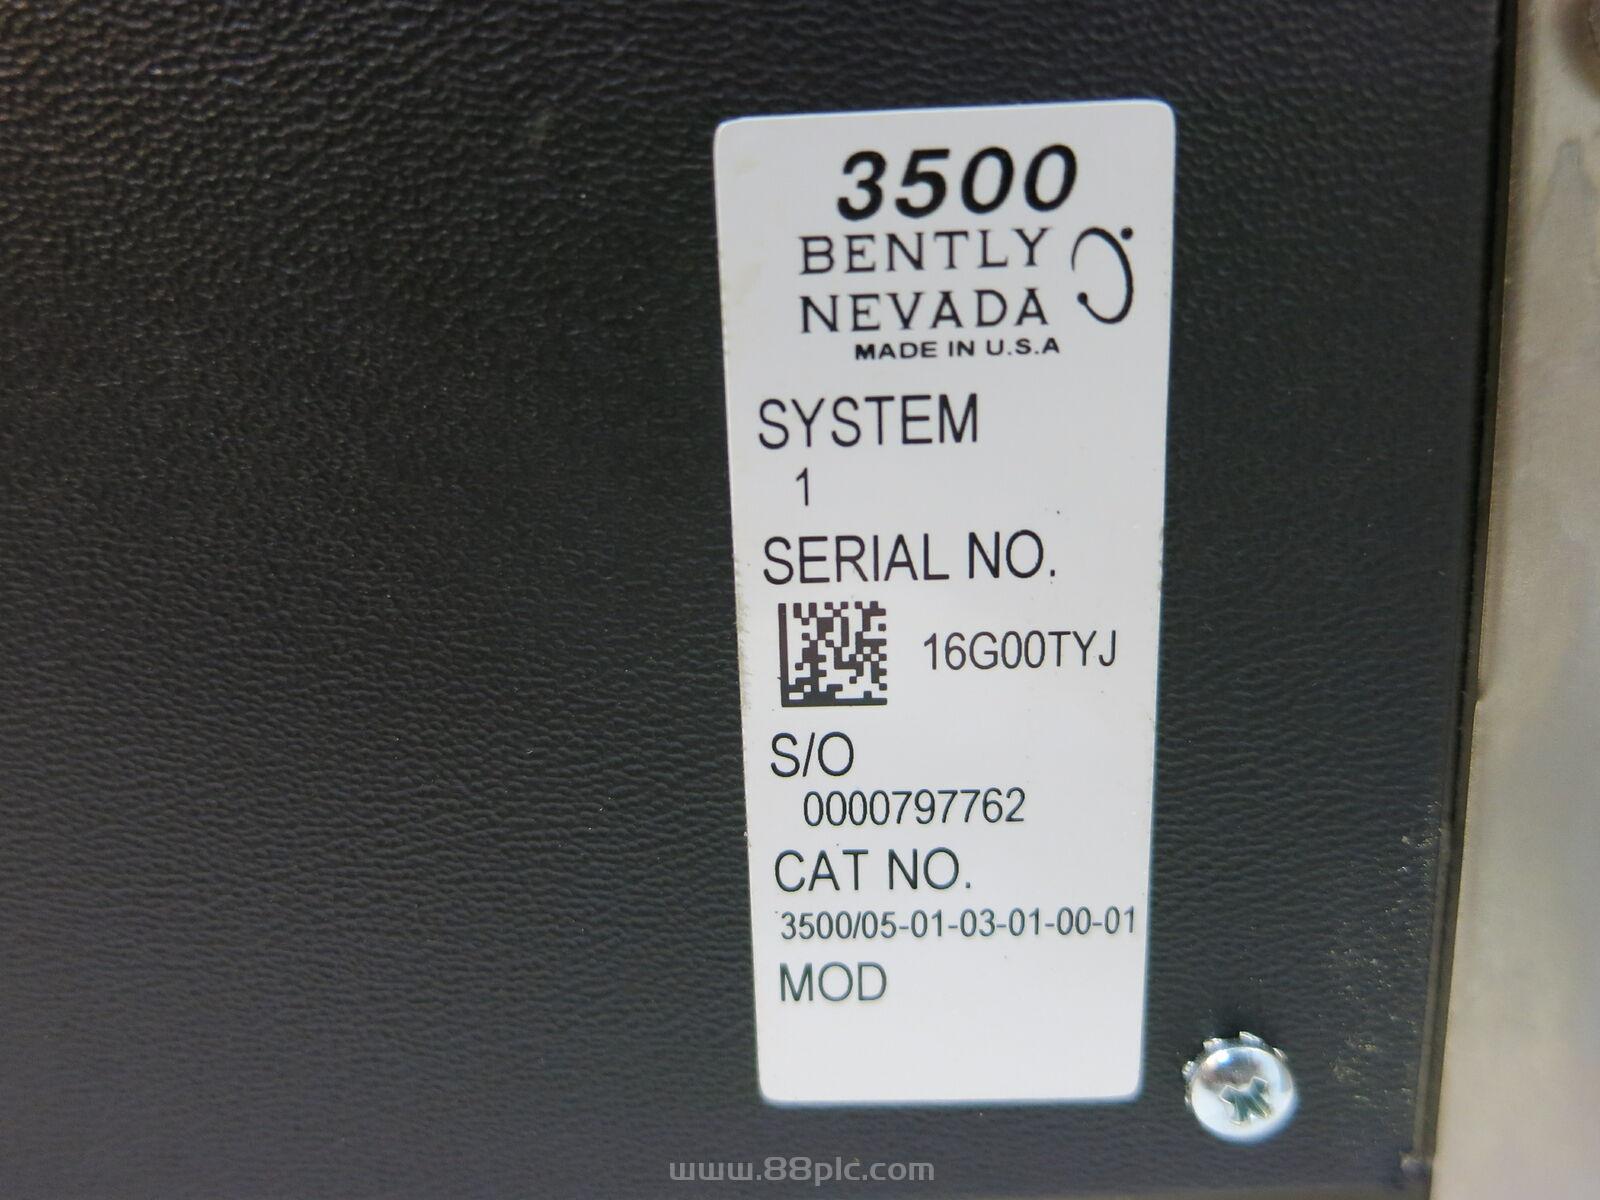 3500
BENTLY
NEVADA
MADE IN U.S.A
SYSTEM
1
SERIAL NO.
16G00TYJ
S/O
0000797762
CAT NO.
3500/05-01-03-01-00-01
MOD
www.88plc.com